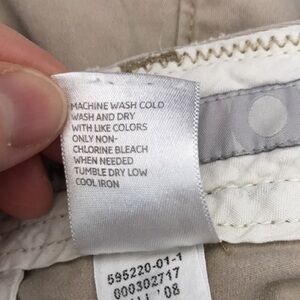 MACHINE WASH COLD
WASH AND DRY
WITH LIKE COLORS
ONLY NON-
CHLORINE BLEACH
WHEN NEEDED
TUMBLE DRY LOW
COOL IRON
595220-01-1
000302717
'08